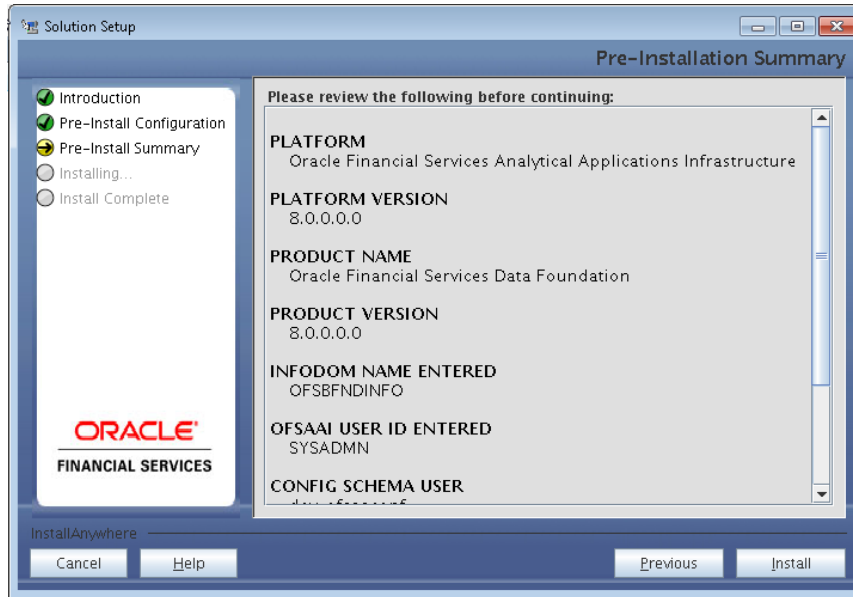 Solution Setup
Pre-Installation Summary
Introduction
Pre-Install Configuration
Pre-Install Summary
Installing...
Install Complete
ORACLE
FINANCIAL SERVICES
Please review the following before continuing:
PLATFORM
Oracle Financial Services Analytical Applications Infrastructure
PLATFORM VERSION
8.0.0.0.0
PRODUCT NAME
Oracle Financial Services Data Foundation
PRODUCT VERSION
8.0.0.0.0
INFODOM NAME ENTERED
OFSBFNDINFO
OFSAAI USER ID ENTERED
SYSADMN
CONFIG SCHEMA USER
InstallAnywhere
Cancel
Help
Previous
Install